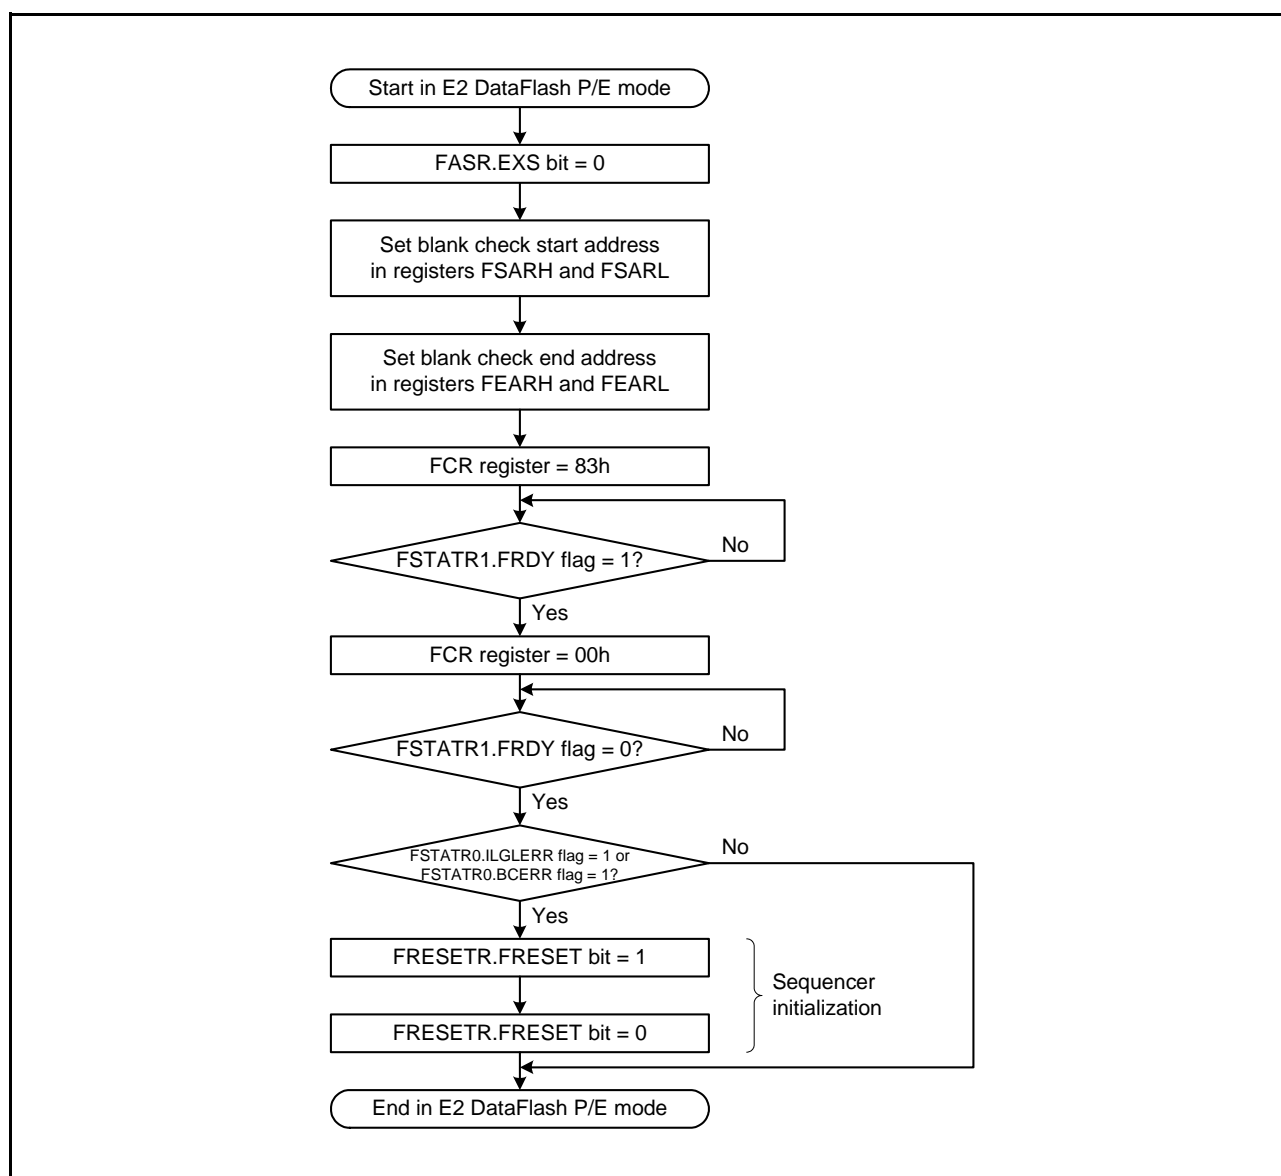 Start in E2 DataFlash P/E mode
FASR.EXS bit = 0
Set blank check start address
in registers FSARH and FSARL
Set blank check end address
in registers FEARH and FEARL
FCR register = 83h
FSTATR1.FRDY flag = 1?
No
Yes
FCR register = 00h
FSTATR1.FRDY flag = 0?
No
Yes
FSTATR0.ILGLERR flag = 1 or
FSTATR0.BCERR flag = 1?
No
Yes
FRESETR.FRESET bit = 1
FRESETR.FRESET bit = 0
Sequencer
initialization
End in E2 DataFlash P/E mode